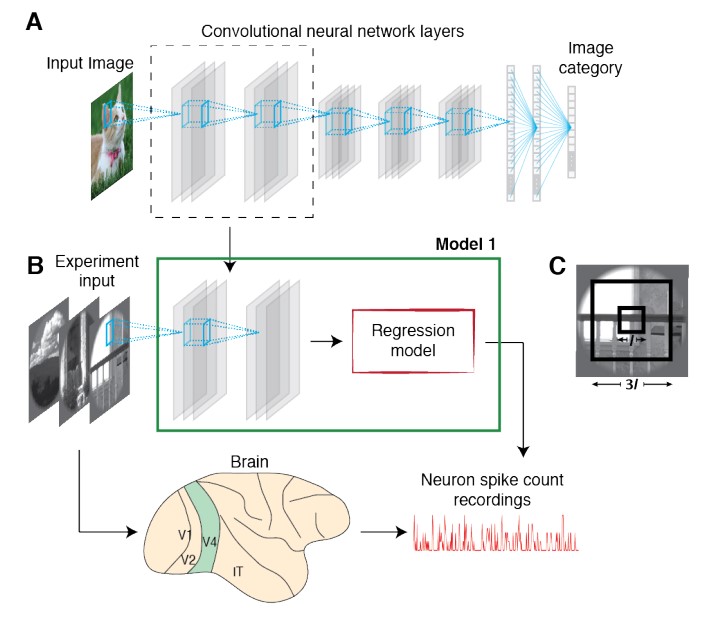 A
Convolutional neural network layers
Input Image
Image
category
Model 1
B
Experiment
input
C
Regression
model
l
3l
Brain
Neuron spike count
recordings
V1
V4
V2
IT